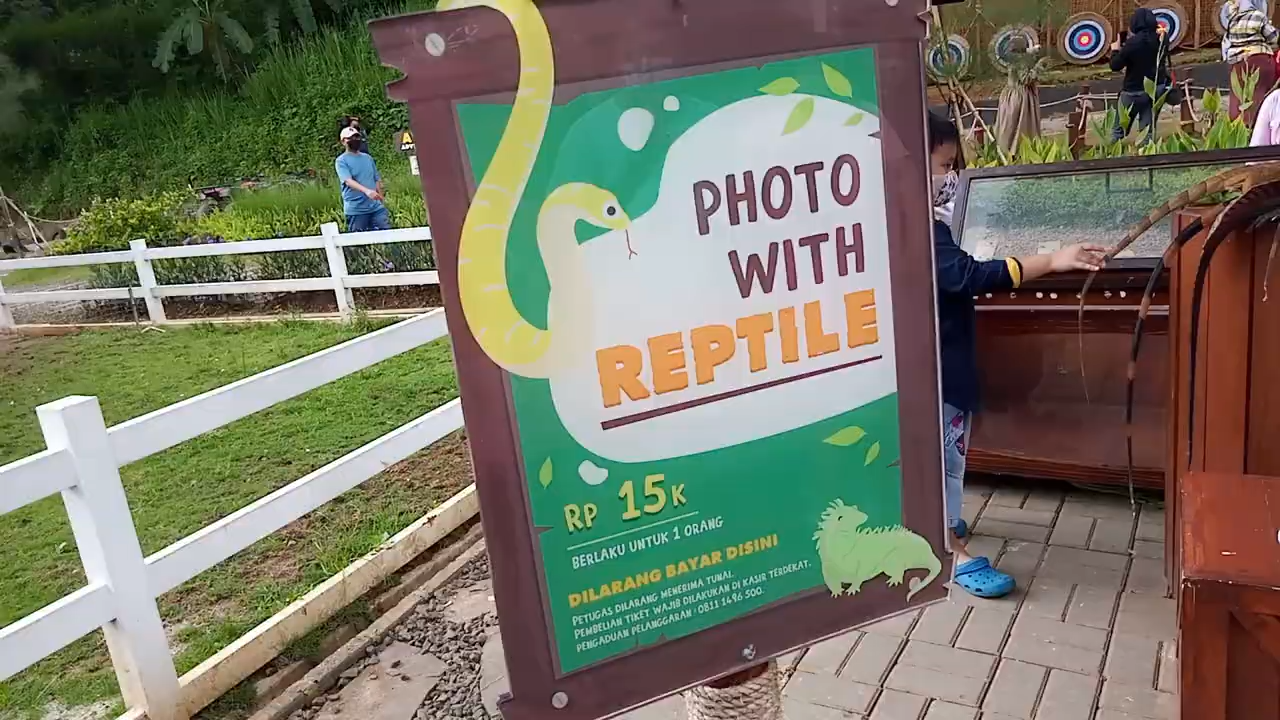 PHOTO
WITH
REPTILE
RP 15K
BERLAKU UNTUK 1 ORANG
DILARANG BAYAR DISINI
PETUGAS DILARANG MENERIMA TUNAI.
PEMBELIAN TIKET WAJIB DILAKUKAN DI KASIR TERDEKAT.
PENGADUAN PELANGGARAN : 0811 1496 500.